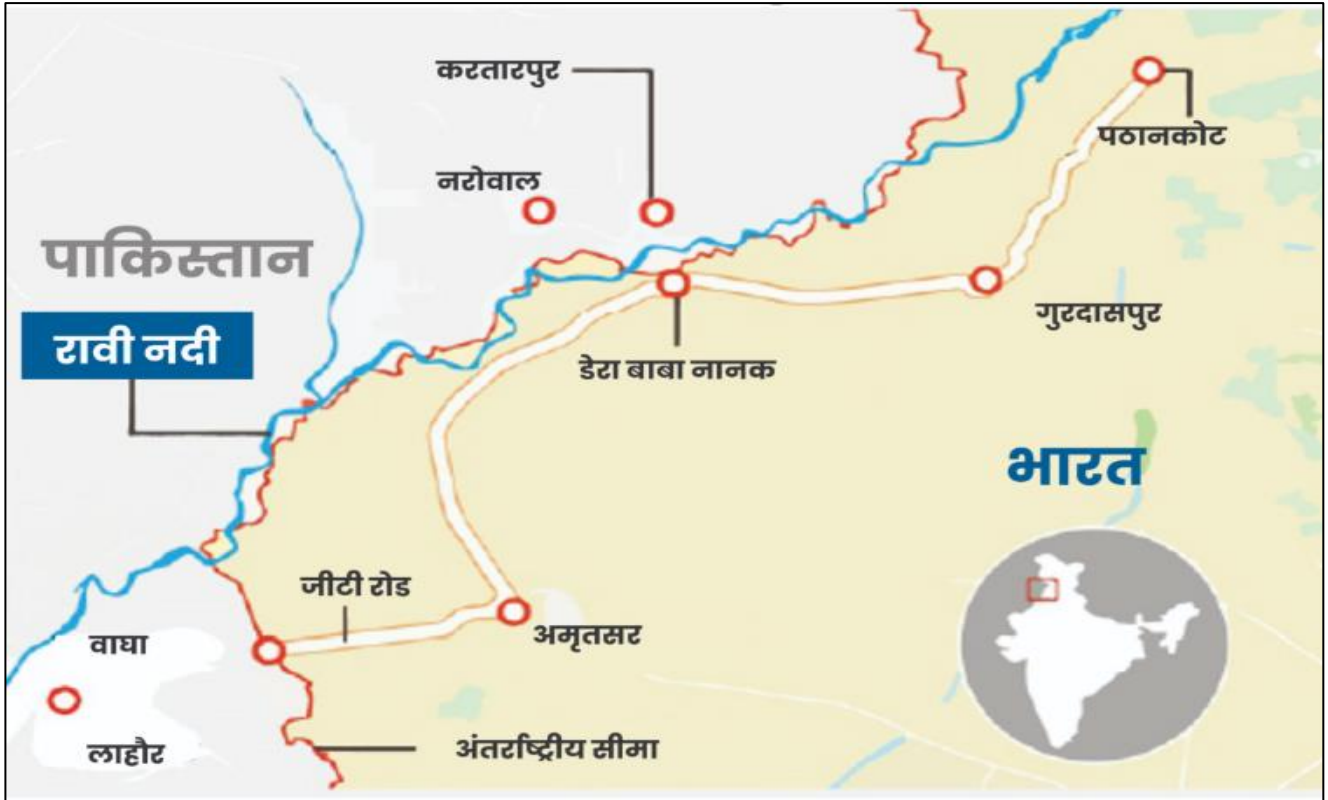 करतारपुर
पठानकोट
नरोवाल
पाकिस्तान
रावी नदी
गुरदासपुर
डेरा बाबा नानक
भारत
जीटी रोड
अमृतसर
वाघा
अंतर्राष्ट्रीय सीमा
लाहौर